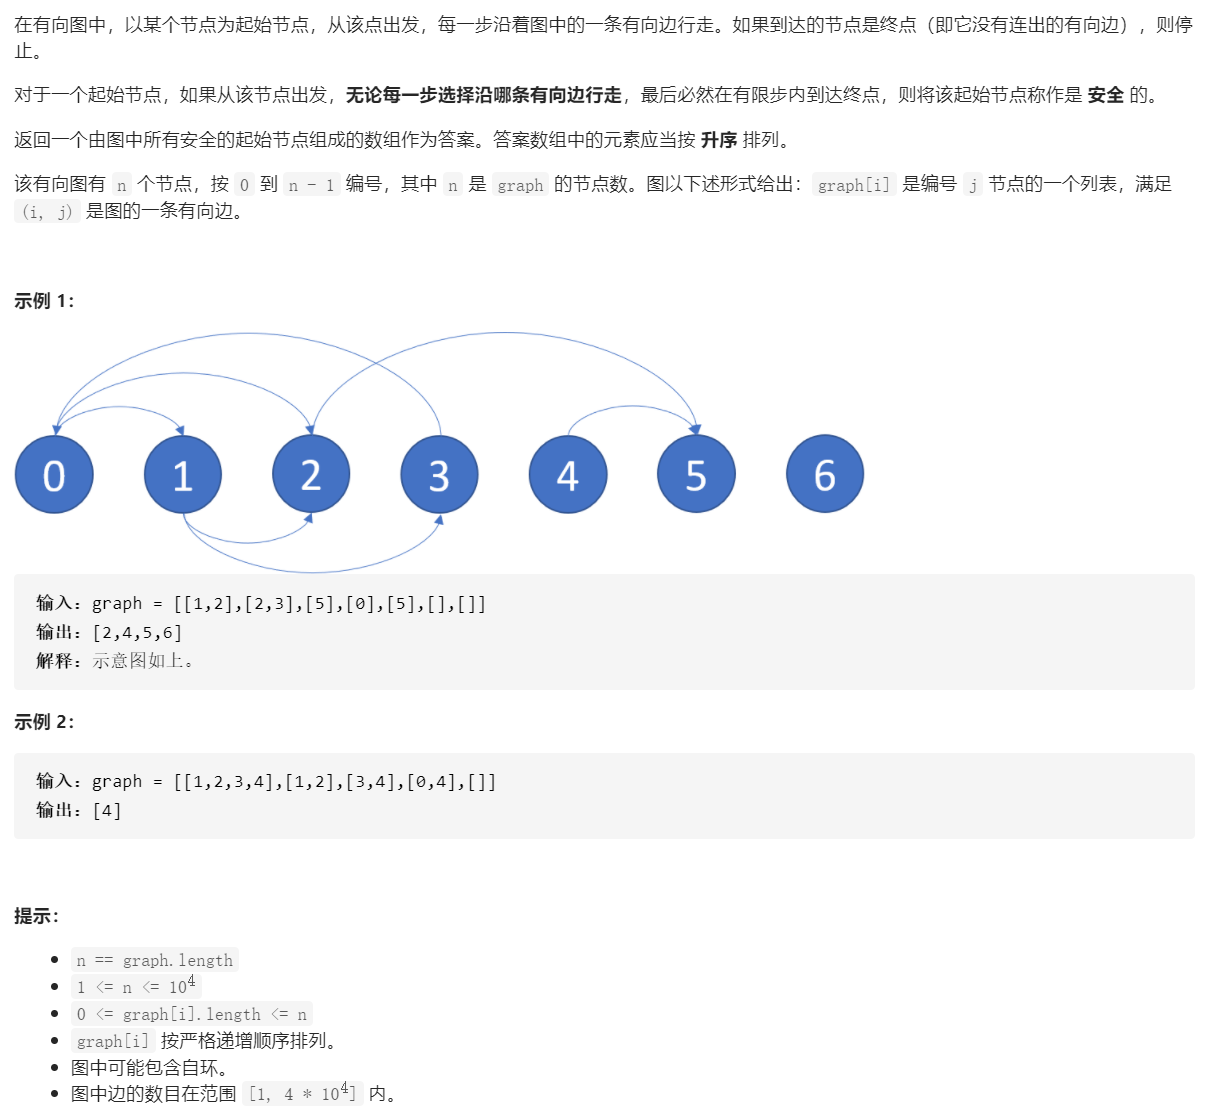 在有向图中，以某个节点为起始节点，从该点出发，每一步沿着图中的一条有向边行走。如果到达的节点是终点（即它没有连出的有向边），则停
止。
对于一个起始节点，如果从该节点出发，无论每一步选择沿哪条有向边行走，最后必然在有限步内到达终点，则将该起始节点称作是 安全 的。
返回一个由图中所有安全的起始节点组成的数组作为答案。答案数组中的元素应当按 升序 排列。
该有向图有 n 个节点，按 0 到 n - 1 编号，其中 n 是 graph 的节点数。图以下述形式给出：graph[i] 是编号 j 节点的一个列表，满足
(i, j) 是图的一条有向边。
示例 1：
0 1 2 3 4 5 6
输入：graph = [[1,2],[2,3],[5],[0],[5],[],[]]
输出：[2,4,5,6]
解释：示意图如上。
示例 2：
输入：graph = [[1,2,3,4],[1,2],[3,4],[0,4],[]]
输出：[4]
提示：
n == graph.length
1 <= n <= 10⁴
0 <= graph[i].length <= n
graph[i] 按严格递增顺序排列。
图中可能包含自环。
图中边的数目在范围 [1, 4 * 10⁴] 内。